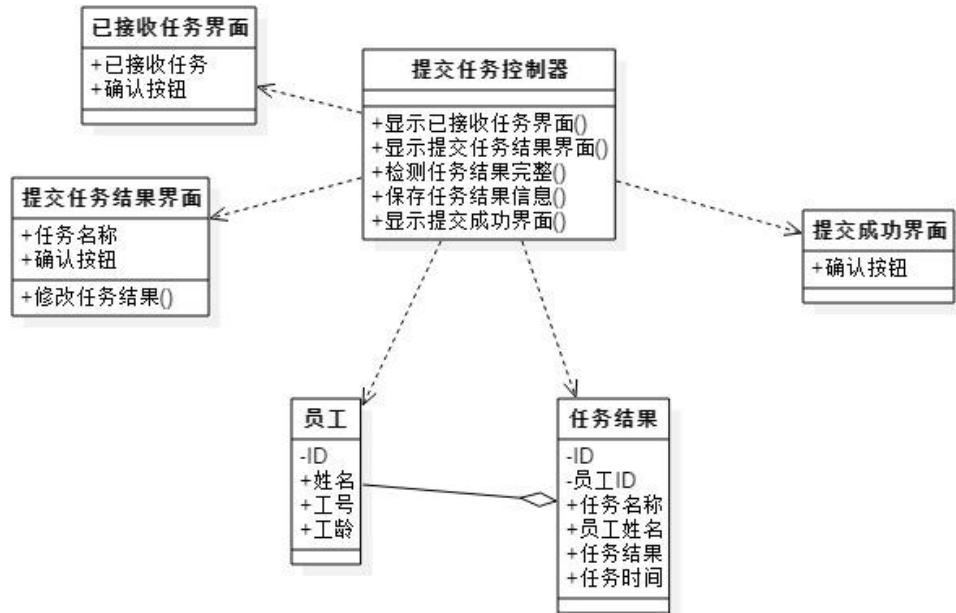 已接收任务界面
+已接收任务
+确认按钮
提交任务控制器
+显示已接收任务界面()
+显示提交任务结果界面()
+检测任务结果完整()
+保存任务结果信息()
+显示提交成功界面()
提交任务结果界面
+任务名称
+确认按钮
+修改任务结果()
提交成功界面
+确认按钮
员工
-ID
+姓名
+工号
+工龄
任务结果
-ID
-员工ID
+任务名称
+员工姓名
+任务结果
+任务时间